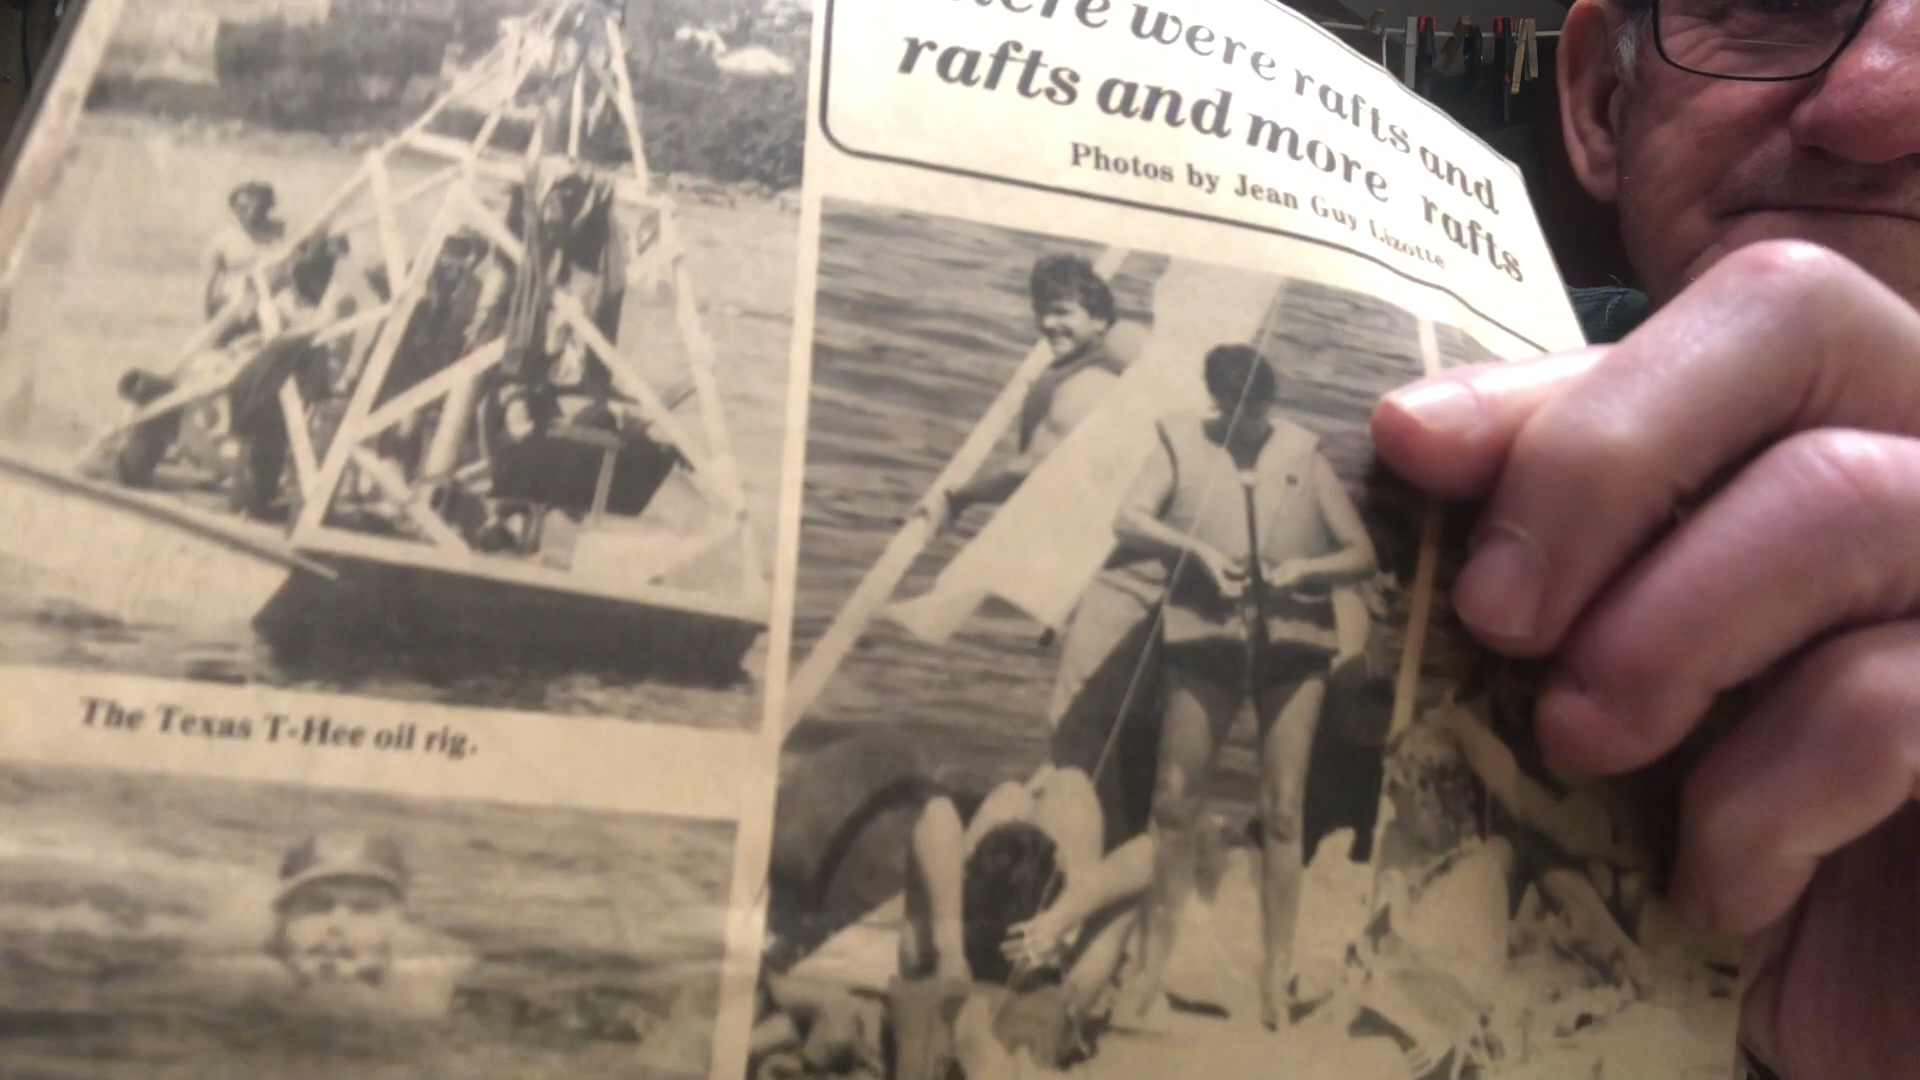 were rafts and
rafts and more rafts
Photos by Jean Guy Lizotte
The Texas T-Hee oil rig.